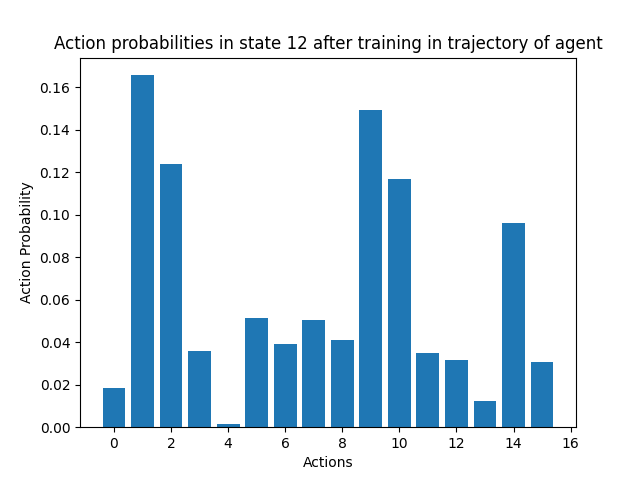 Action probabilities in state 12 after training in trajectory of agent
0.16
0.14
0.12
0.10
0.08
0.06
0.04
0.02
0.00
Action Probability
0 2 4 6 8 10 12 14 16
Actions